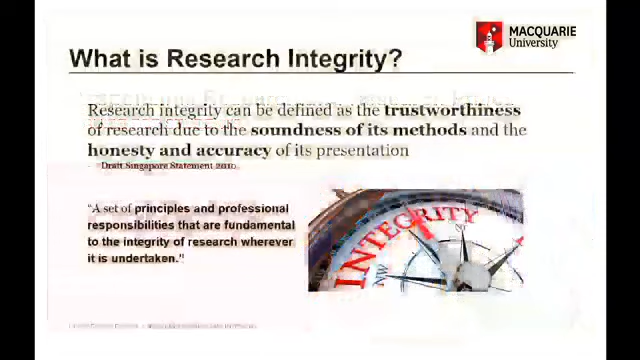 MACQUARIE
University
What is Research Integrity?
Research integrity can be defined as the trustworthiness
of research due to the soundness of its methods and the
honesty and accuracy of its presentation
- Draft Singapore Statement 2010
"A set of principles and professional
responsibilities that are fundamental
to the integrity of research wherever
it is undertaken."
INTEGRITY
N
NW